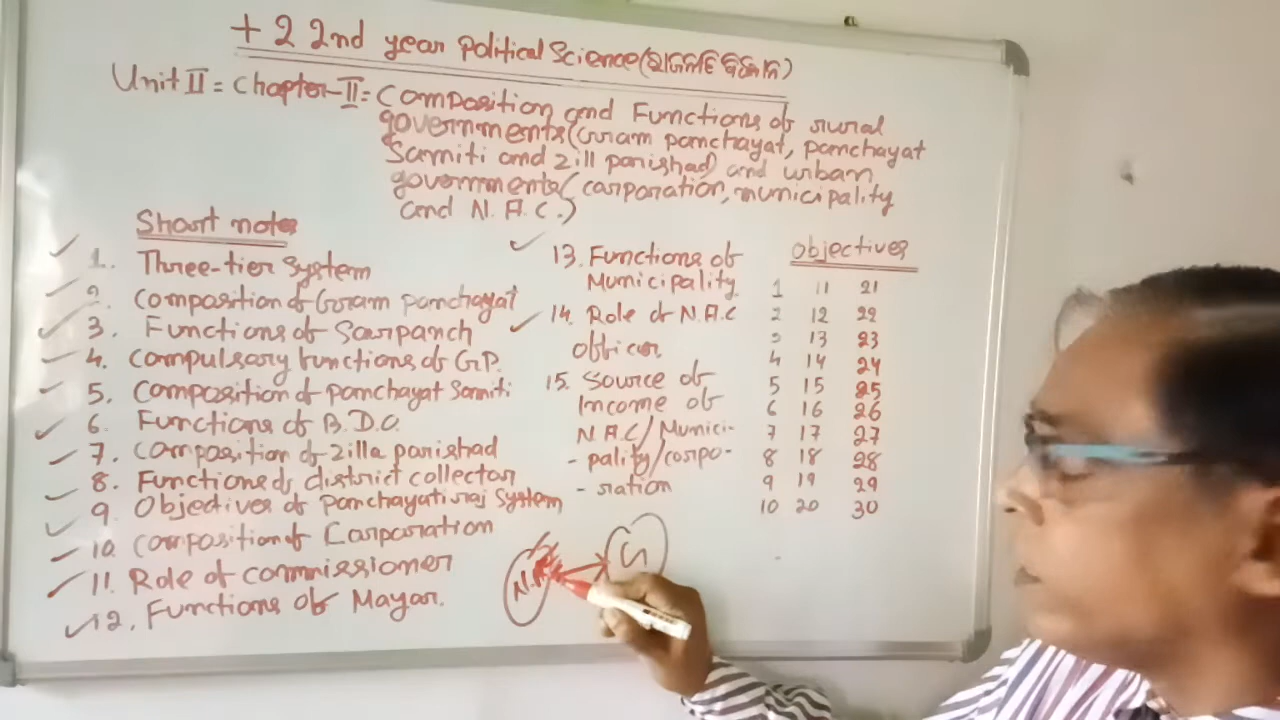 + 2 2nd year Political Science (ରାଜନୀତି ବିଜ୍ଞାନ)
Unit II = Chapter-II = Composition and Functions of rural
governments (Gram panchayat, panchayat
Samiti and Zill parishad) and urban
governments (carporation, municipality
and N.A.C.)
Short notes
1. Three-tier System
2. Composition of Gram panchayat
3. Functions of Sarpanch
4. Compulsary functions of G.P.
5. Composition of panchayat Samiti
6. Functions of B.D.O.
7. Composition of Zilla parishad
8. Functions of district collector
9. Objectives of panchayatiraj System
10. Composition of Carporation
11. Role of commissioner
12. Functions of Mayar.
13. Functions of
Municipality
14. Role of N.A.C
Officer
15. Source of
Income of
N.A.C/Munici-
- pality/corpo-
- ration
Objectives
1 11 21
2 12 22
3 13 23
4 14 24
5 15 25
6 16 26
7 17 27
8 18 28
9 19 29
10 20 30
G